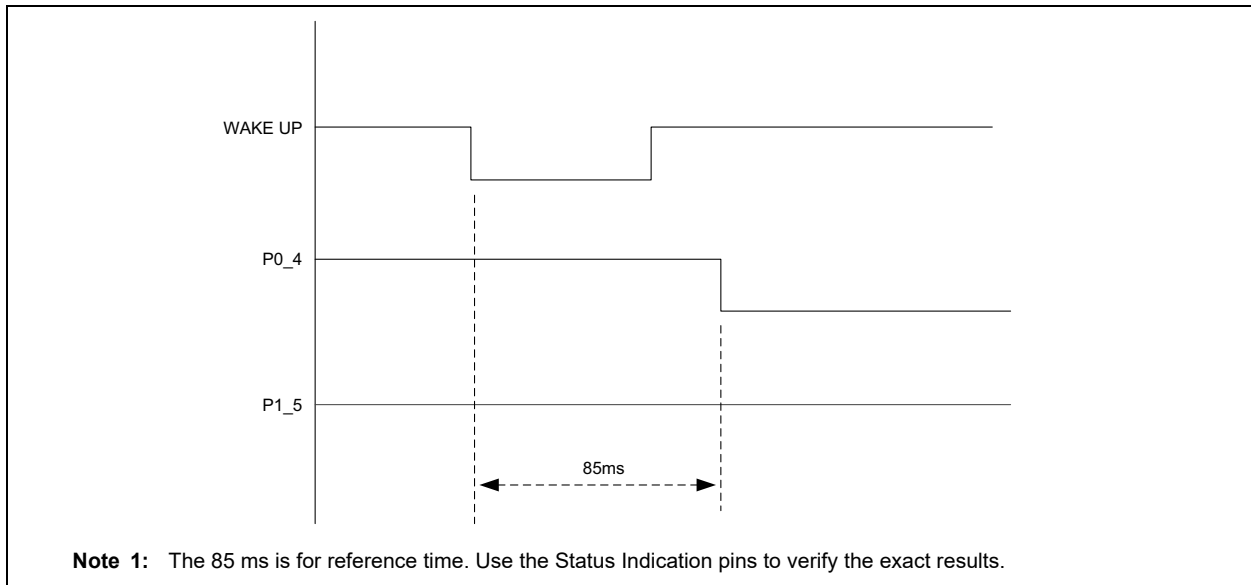 WAKE UP
P0_4
P1_5
85ms
Note 1: The 85 ms is for reference time. Use the Status Indication pins to verify the exact results.